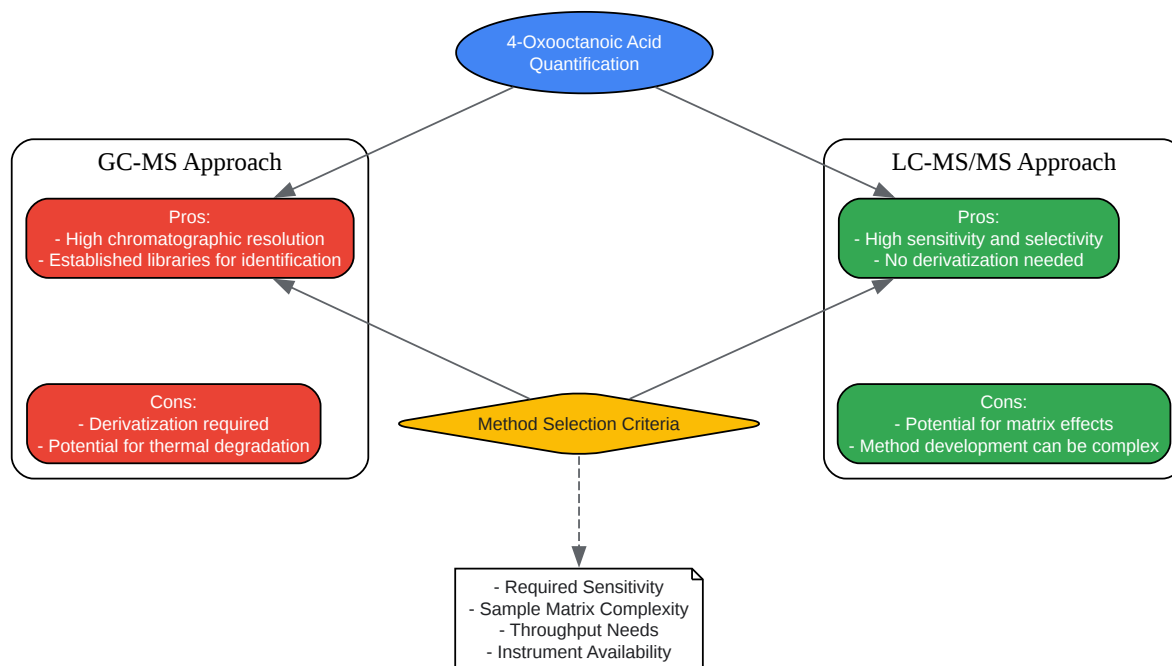 4-Oxooctanoic Acid
Quantification
GC-MS Approach
Pros:
- High chromatographic resolution
- Established libraries for identification
Cons:
- Derivatization required
- Potential for thermal degradation
LC-MS/MS Approach
Pros:
- High sensitivity and selectivity
- No derivatization needed
Cons:
- Potential for matrix effects
- Method development can be complex
Method Selection Criteria
- Required Sensitivity
- Sample Matrix Complexity
- Throughput Needs
- Instrument Availability